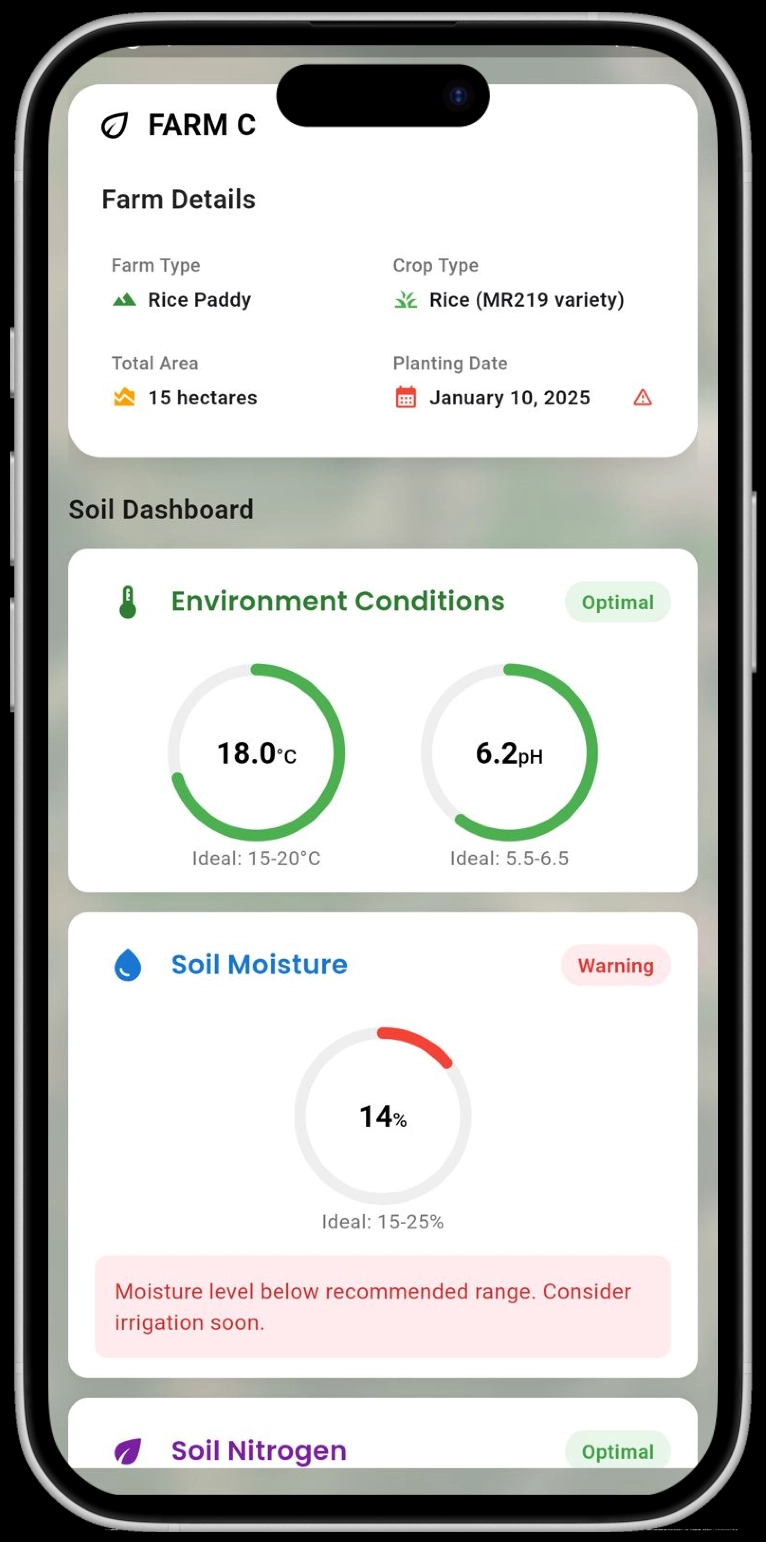 FARM C
Farm Details
Farm Type
Rice Paddy
Crop Type
Rice (MR219 variety)
Total Area
15 hectares
Planting Date
January 10, 2025
Soil Dashboard
Environment Conditions
Optimal
18.0°C
6.2pH
Ideal: 15-20°C
Ideal: 5.5-6.5
Soil Moisture
Warning
14%
Ideal: 15-25%
Moisture level below recommended range. Consider
irrigation soon.
Soil Nitrogen
Optimal